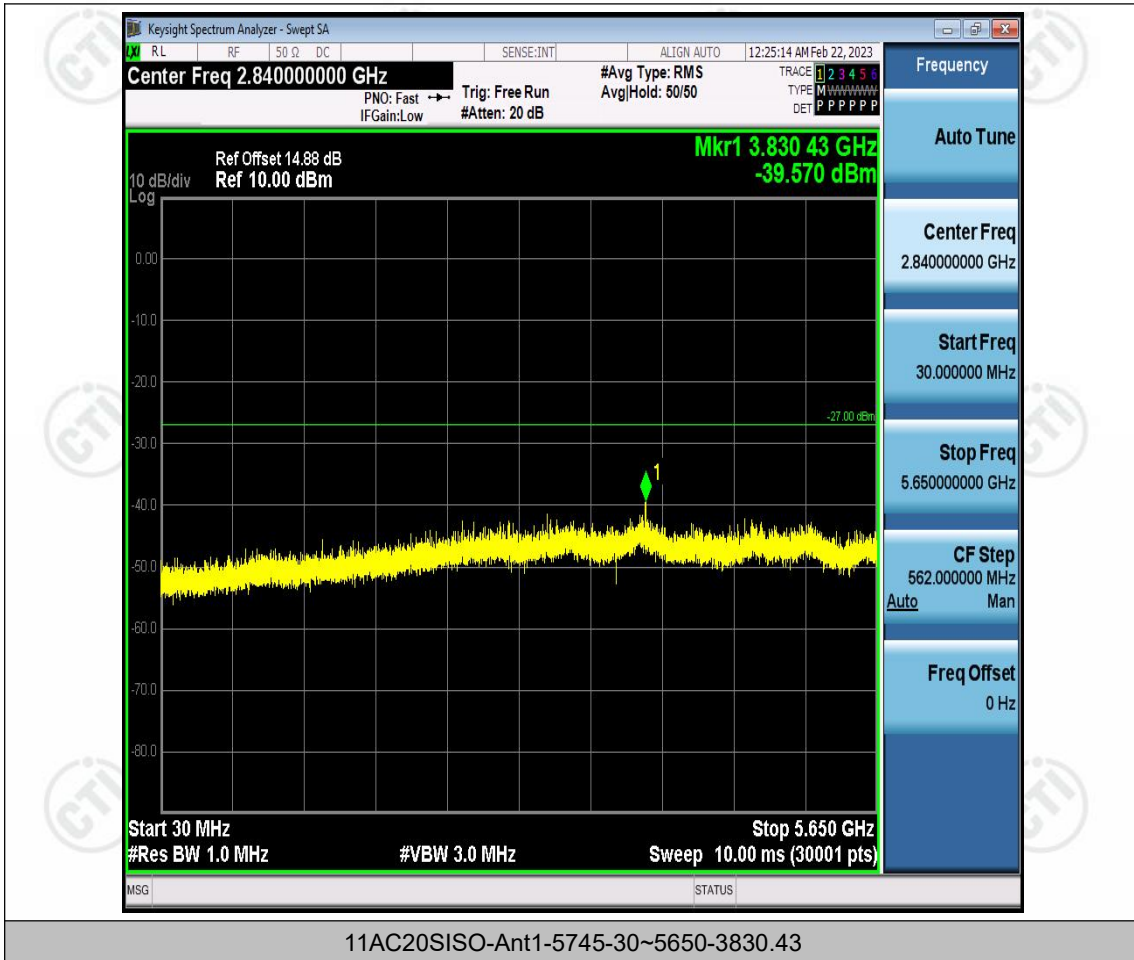 Keysight Spectrum Analyzer - Swept SA
LXI RL RF 50 Ω DC SENSE:INT ALIGN AUTO 12:25:14 AM Feb 22, 2023
Center Freq 2.840000000 GHz
PNO: Fast
IFGain:Low
Trig: Free Run
#Atten: 20 dB
#Avg Type: RMS
Avg|Hold: 50/50
TRACE 1 2 3 4 5 6
TYPE M WWWWW
DET P P P P P P
Mkr1 3.830 43 GHz
-39.570 dBm
Ref Offset 14.88 dB
10 dB/div Ref 10.00 dBm
Log
0.00
-10.0
-20.0
-27.00 dBm
-30.0
1
-40.0
-50.0
-60.0
-70.0
-80.0
Start 30 MHz Stop 5.650 GHz
#Res BW 1.0 MHz #VBW 3.0 MHz Sweep 10.00 ms (30001 pts)
MSG STATUS
Frequency
Auto Tune
Center Freq
2.840000000 GHz
Start Freq
30.000000 MHz
Stop Freq
5.650000000 GHz
CF Step
562.000000 MHz
Auto Man
Freq Offset
0 Hz
CTI
CTI
CTI
CTI
CTI
CTI
11AC20SISO-Ant1-5745-30~5650-3830.43